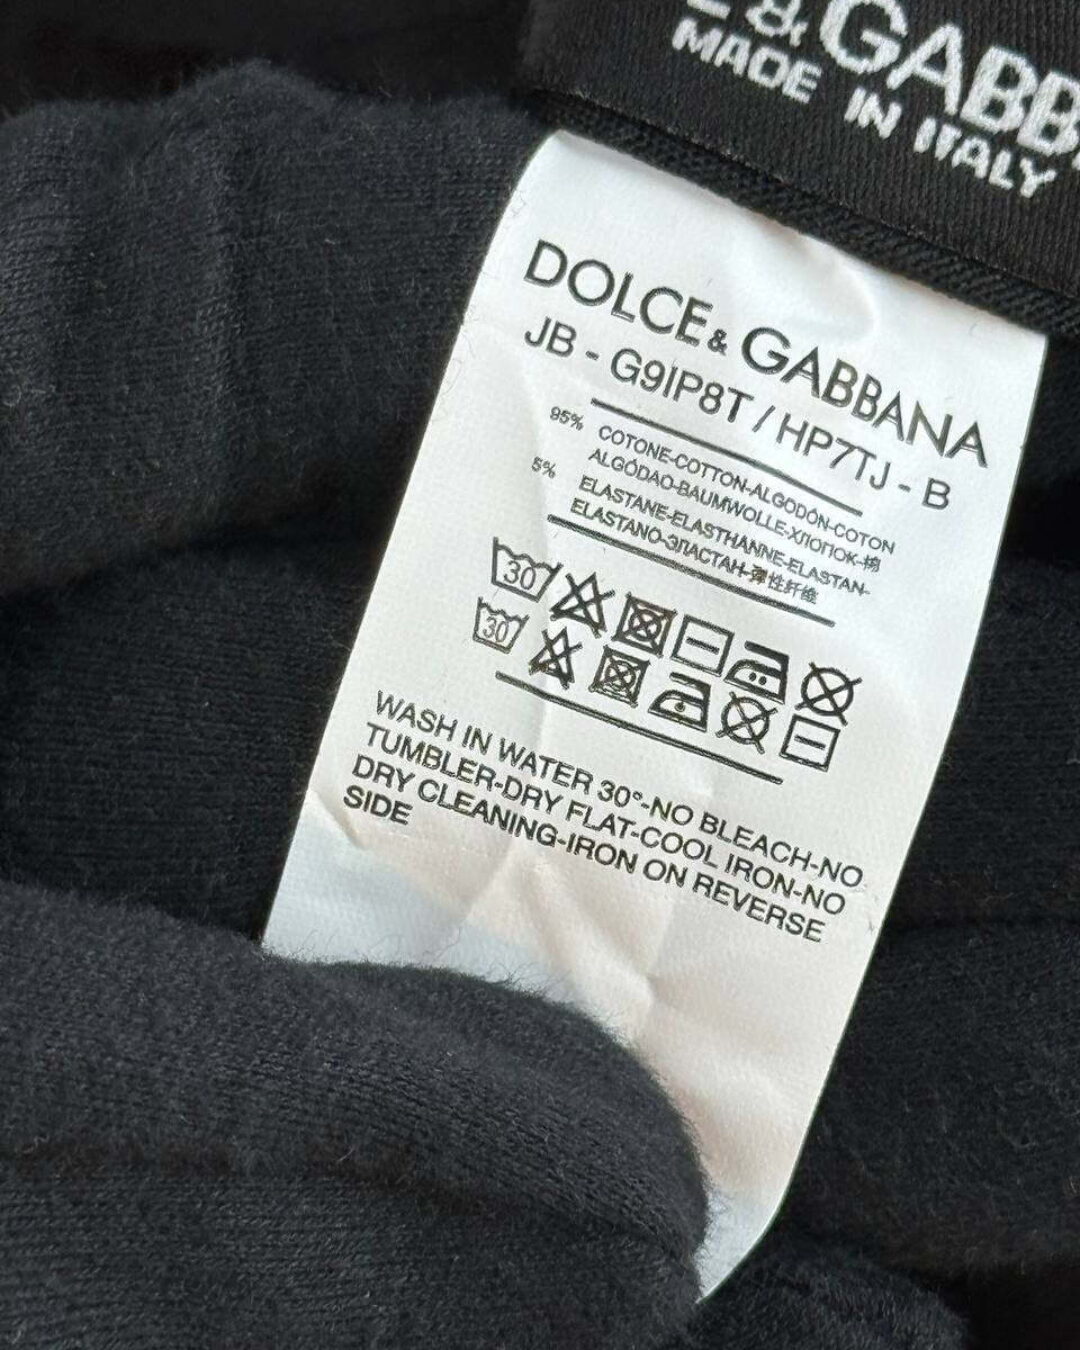 & GABB
MADE IN ITALY
DOLCE & GABBANA
JB - G9IP8T / HP7TJ - B
95% COTONE-COTTON-ALGODÓN-COTON
ALGÓDAO-BAUMWOLLE-ХЛОПОК-棉
5% ELASTANE-ELASTHANNE-ELASTAN-
ELASTANO-ЭЛАСТАН-弹性纤维
30
30
WASH IN WATER 30°-NO BLEACH-NO
TUMBLER-DRY FLAT-COOL IRON-NO
DRY CLEANING-IRON ON REVERSE
SIDE